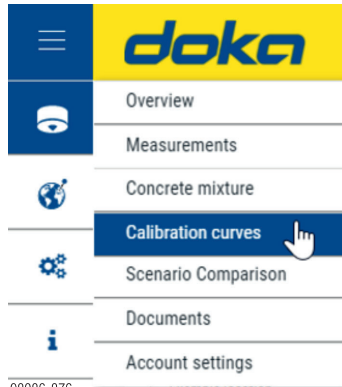 doka
Overview
Measurements
Concrete mixture
Calibration curves
Scenario Comparison
Documents
i
Account settings